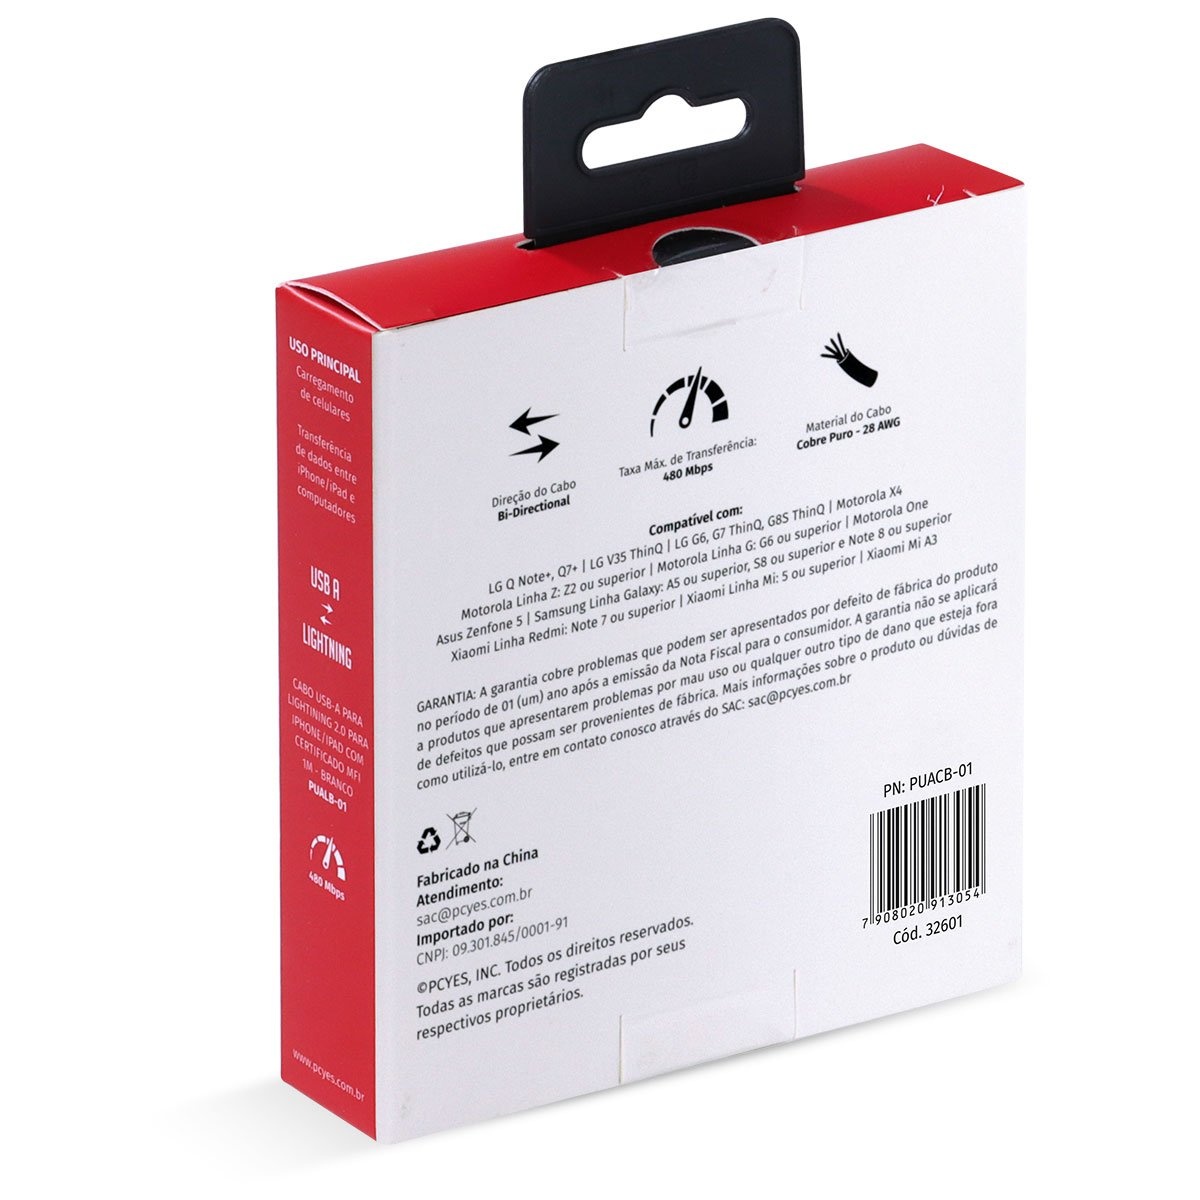 USO PRINCIPAL
Carregamento
de celulares
Transferência
de dados entre
iPhone/iPad e
computadores
USB A
LIGHTNING
CABO USB-A PARA
LIGHTINING 2.0 PARA
IPHONE/IPAD COM
CERTIFICADO MFI
1M - BRANCO
PUALB-01
480 Mbps
www.pcyes.com.br
Direção do Cabo
Bi-Directional
Taxa Máx. de Transferência:
480 Mbps
Material do Cabo
Cobre Puro - 28 AWG
Compatível com:
LG Q Note+, Q7+ | LG V35 ThinQ | LG G6, G7 ThinQ, G8S ThinQ | Motorola X4
Motorola Linha Z: Z2 ou superior | Motorola Linha G: G6 ou superior | Motorola One
Asus Zenfone 5 | Samsung Linha Galaxy: A5 ou superior, S8 ou superior e Note 8 ou superior
Xiaomi Linha Redmi: Note 7 ou superior | Xiaomi Linha Mi: 5 ou superior | Xiaomi Mi A3
GARANTIA: A garantia cobre problemas que podem ser apresentados por defeito de fábrica do produto
no período de 01 (um) ano após a emissão da Nota Fiscal para o consumidor. A garantia não se aplicará
a produtos que apresentarem problemas por mau uso ou qualquer outro tipo de dano que esteja fora
de defeitos que possam ser provenientes de fábrica. Mais informações sobre o produto ou dúvidas de
como utilizá-lo, entre em contato conosco através do SAC: sac@pcyes.com.br
PN: PUACB-01
7 908020 913054
Cód. 32601
Fabricado na China
Atendimento:
sac@pcyes.com.br
Importado por:
CNPJ: 09.301.845/0001-91
©PCYES, INC. Todos os direitos reservados.
Todas as marcas são registradas por seus
respectivos proprietários.